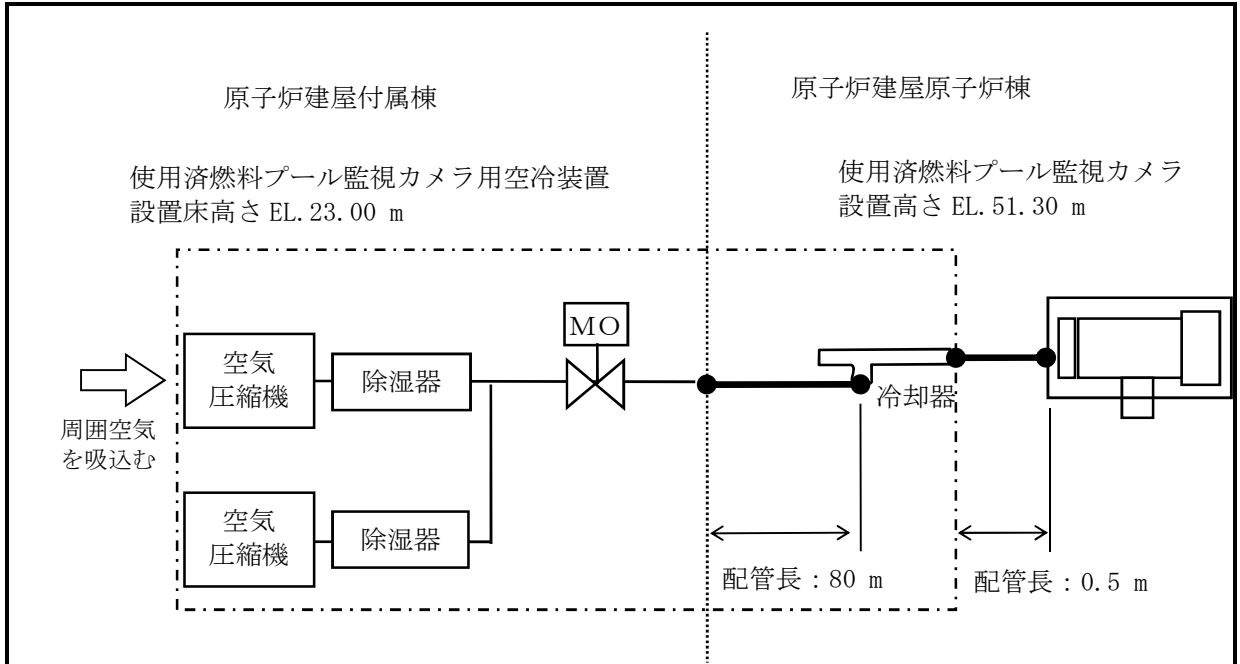 原子炉建屋付属棟
原子炉建屋原子炉棟
使用済燃料プール監視カメラ用空冷装置
設置床高さ EL.23.00 m
使用済燃料プール監視カメラ
設置高さ EL.51.30 m
MO
空気
圧縮機
除湿器
冷却器
周囲空気
を吸込む
空気
圧縮機
除湿器
配管長：80 m
配管長：0.5 m